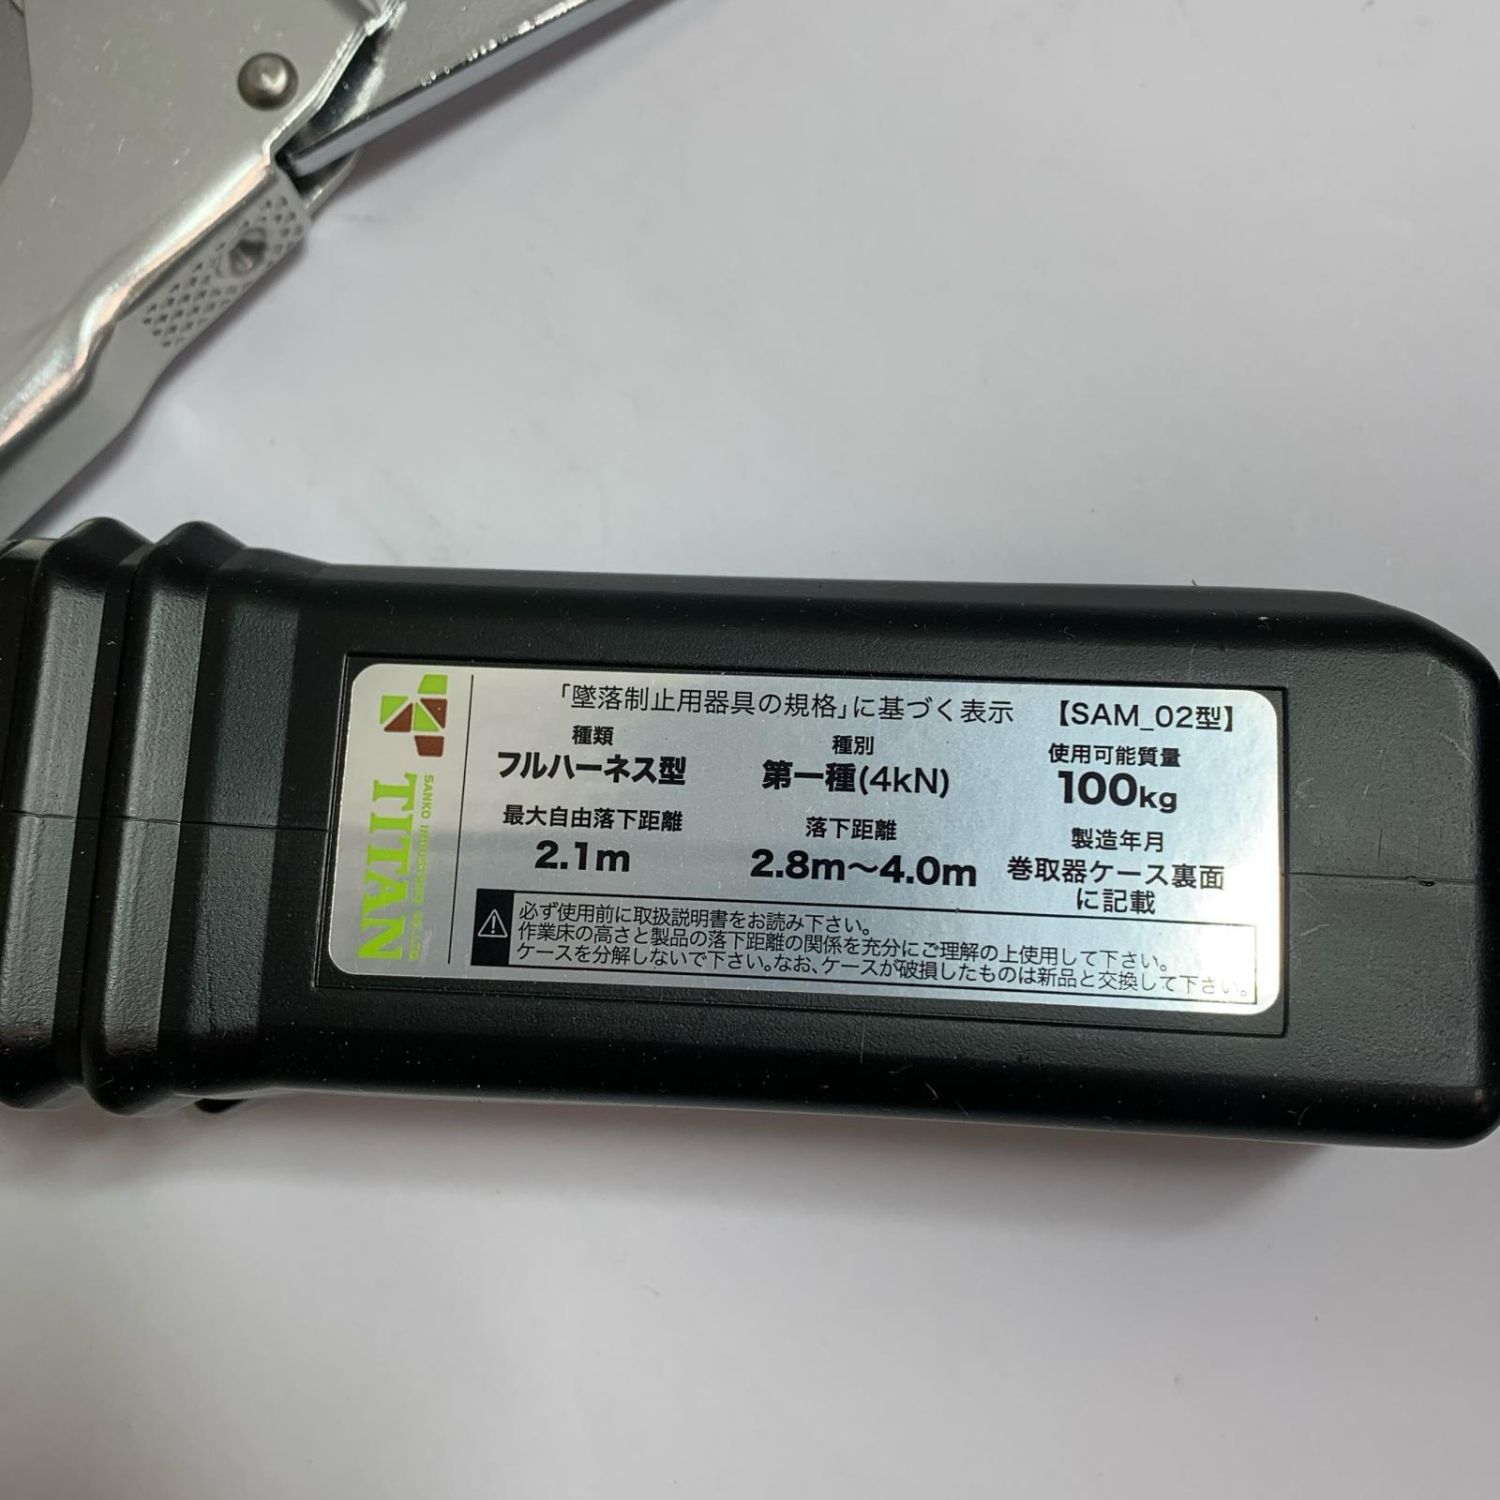 「墜落制止用器具の規格」に基づく表示 【SAM_02型】
種類
フルハーネス型
種別
第一種(4kN)
使用可能質量
100kg
最大自由落下距離
2.1m
落下距離
2.8m〜4.0m
製造年月
巻取器ケース裏面
に記載
必ず使用前に取扱説明書をお読み下さい。
作業床の高さと製品の落下距離の関係を充分にご理解の上使用して下さい。
ケースを分解しないで下さい。なお、ケースが破損したものは新品と交換して下さい。
SANKO INDUSTRIES CO.,LTD
TITAN